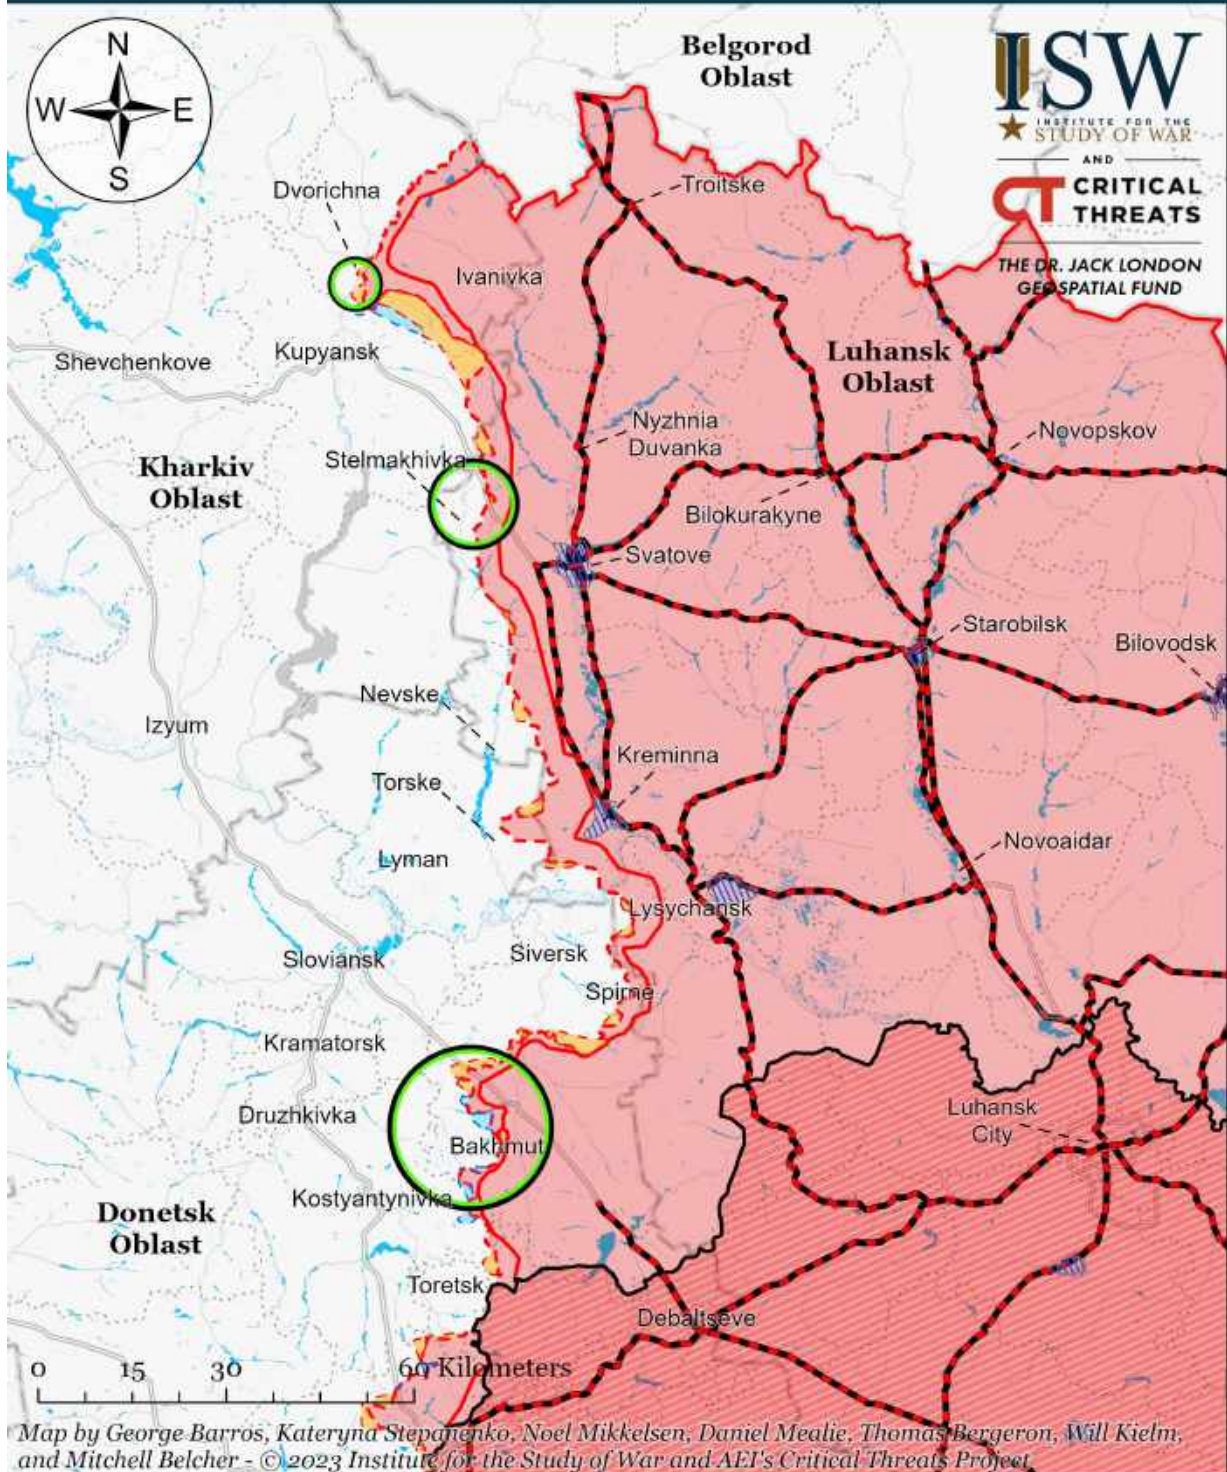 N
W E
S
Belgorod
Oblast
ISW
INSTITUTE FOR THE
STUDY OF WAR
AND
CT CRITICAL
THREATS
THE DR. JACK LONDON
GEOSPATIAL FUND
Dvorichna
Troitske
Ivanivka
Shevchenkove
Kupyansk
Luhansk
Oblast
Nyzhnia
Duvanka
Novopskov
Kharkiv
Oblast
Stelmakhivka
Bilokurakyne
Svatove
Starobilsk
Bilovodsk
Nevske
Izyum
Kreminna
Torske
Lyman
Novoaidar
Lysychansk
Sloviansk
Siversk
Spirne
Kramatorsk
Druzhkivka
Luhansk
City
Bakhmut
Kostyantynivka
Donetsk
Oblast
Toretsk
Debaltseve
0 15 30 60 Kilometers
Map by George Barros, Kateryna Stepanenko, Noel Mikkelsen, Daniel Mealie, Thomas Bergeron, Will Kielm,
and Mitchell Belcher - © 2023 Institute for the Study of War and AEI's Critical Threats Project